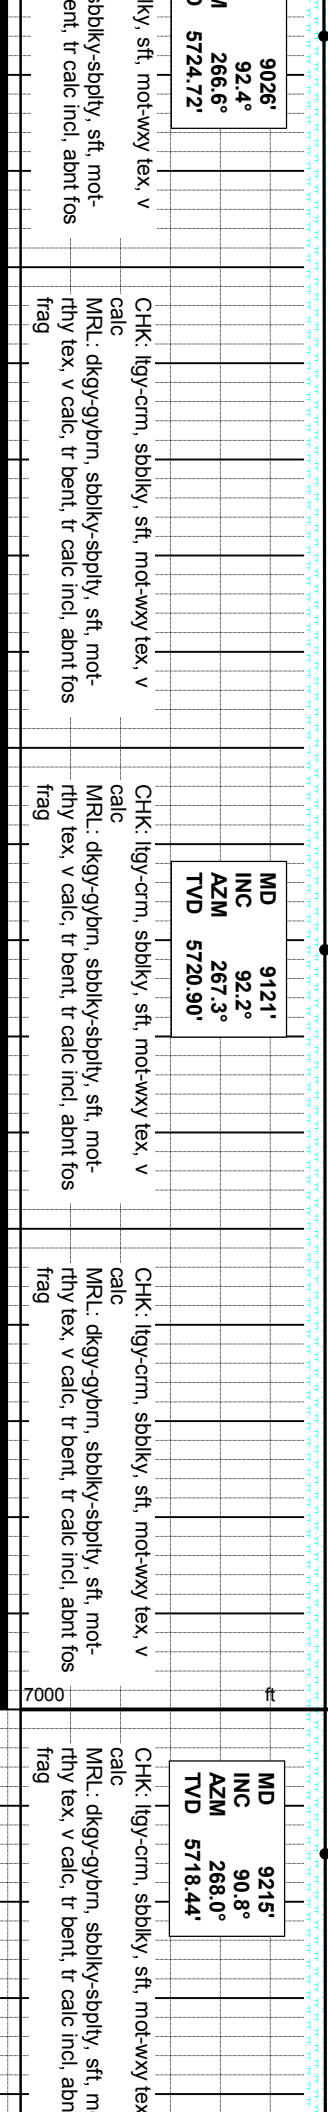 9026'
92.4°
M 266.6°
D 5724.72'
lky, sft, mot-wxy tex, v
sbblky-sbplty, sft, mot-
ent, tr calc incl, abnt fos
CHK: ltgy-crm, sbblky, sft, mot-wxy tex, v
calc
MRL: dkgy-gybrn, sbblky-sbplty, sft, mot-
rthy tex, v calc, tr bent, tr calc incl, abnt fos
frag
MD 9121'
INC 92.2°
AZM 267.3°
TVD 5720.90'
CHK: ltgy-crm, sbblky, sft, mot-wxy tex, v
calc
MRL: dkgy-gybrn, sbblky-sbplty, sft, mot-
rthy tex, v calc, tr bent, tr calc incl, abnt fos
frag
CHK: ltgy-crm, sbblky, sft, mot-wxy tex, v
calc
MRL: dkgy-gybrn, sbblky-sbplty, sft, mot-
rthy tex, v calc, tr bent, tr calc incl, abnt fos
frag
7000 ft
MD 9215'
INC 90.8°
AZM 268.0°
TVD 5718.44'
CHK: ltgy-crm, sbblky, sft, mot-wxy tex
calc
MRL: dkgy-gybrn, sbblky-sbplty, sft, m
rthy tex, v calc, tr bent, tr calc incl, abn
frag